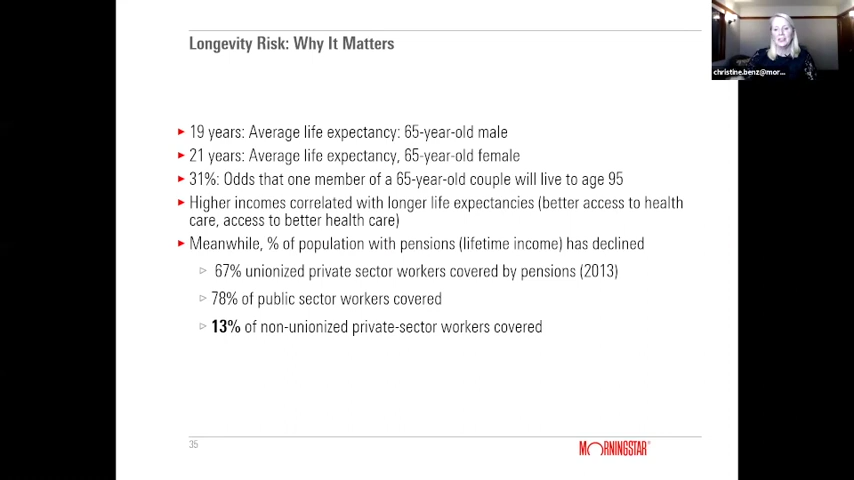 Longevity Risk: Why It Matters
christine.benz@mor...
19 years: Average life expectancy: 65-year-old male
21 years: Average life expectancy, 65-year-old female
31%: Odds that one member of a 65-year-old couple will live to age 95
Higher incomes correlated with longer life expectancies (better access to health
care, access to better health care)
Meanwhile, % of population with pensions (lifetime income) has declined
67% unionized private sector workers covered by pensions (2013)
78% of public sector workers covered
13% of non-unionized private-sector workers covered
35
MORNINGSTAR